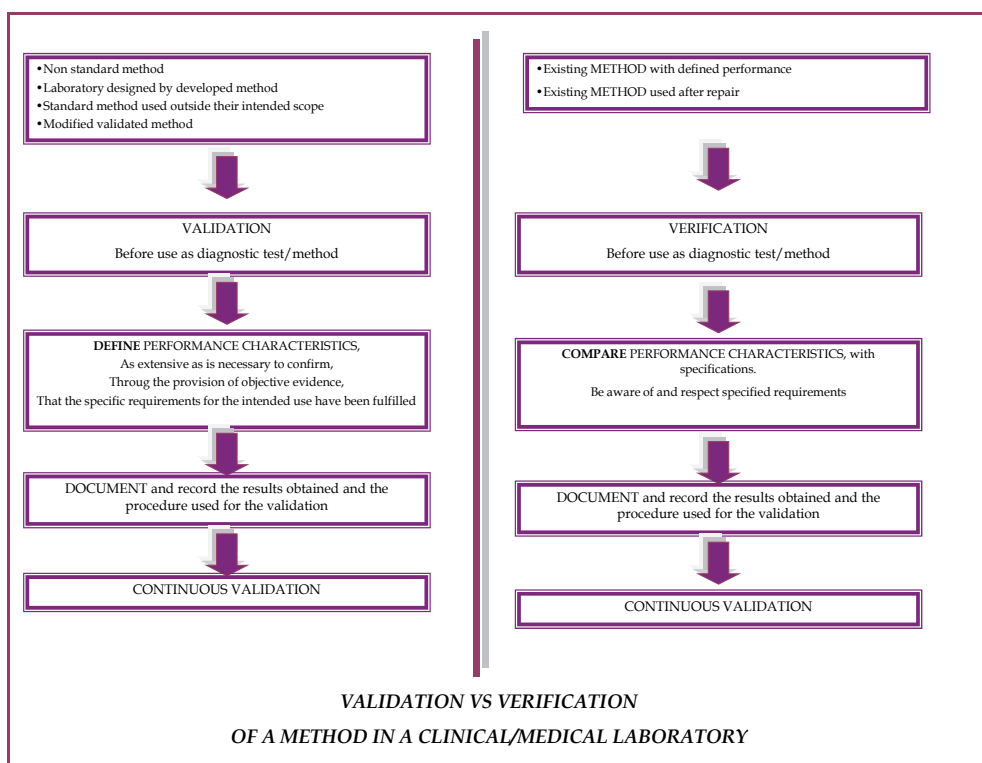 •Non standard method
•Laboratory designed by developed method
•Standard method used outside their intended scope
•Modified validated method
VALIDATION
Before use as diagnostic test/method
DEFINE PERFORMANCE CHARACTERISTICS,
As extensive as is necessary to confirm,
Throug the provision of objective evidence,
That the specific requirements for the intended use have been fulfilled
DOCUMENT and record the results obtained and the
procedure used for the validation
CONTINUOUS VALIDATION
•Existing METHOD with defined performance
•Existing METHOD used after repair
VERIFICATION
Before use as diagnostic test/method
COMPARE PERFORMANCE CHARACTERISTICS, with
specifications.
Be aware of and respect specified requirements
DOCUMENT and record the results obtained and the
procedure used for the validation
CONTINUOUS VALIDATION
VALIDATION VS VERIFICATION
OF A METHOD IN A CLINICAL/MEDICAL LABORATORY